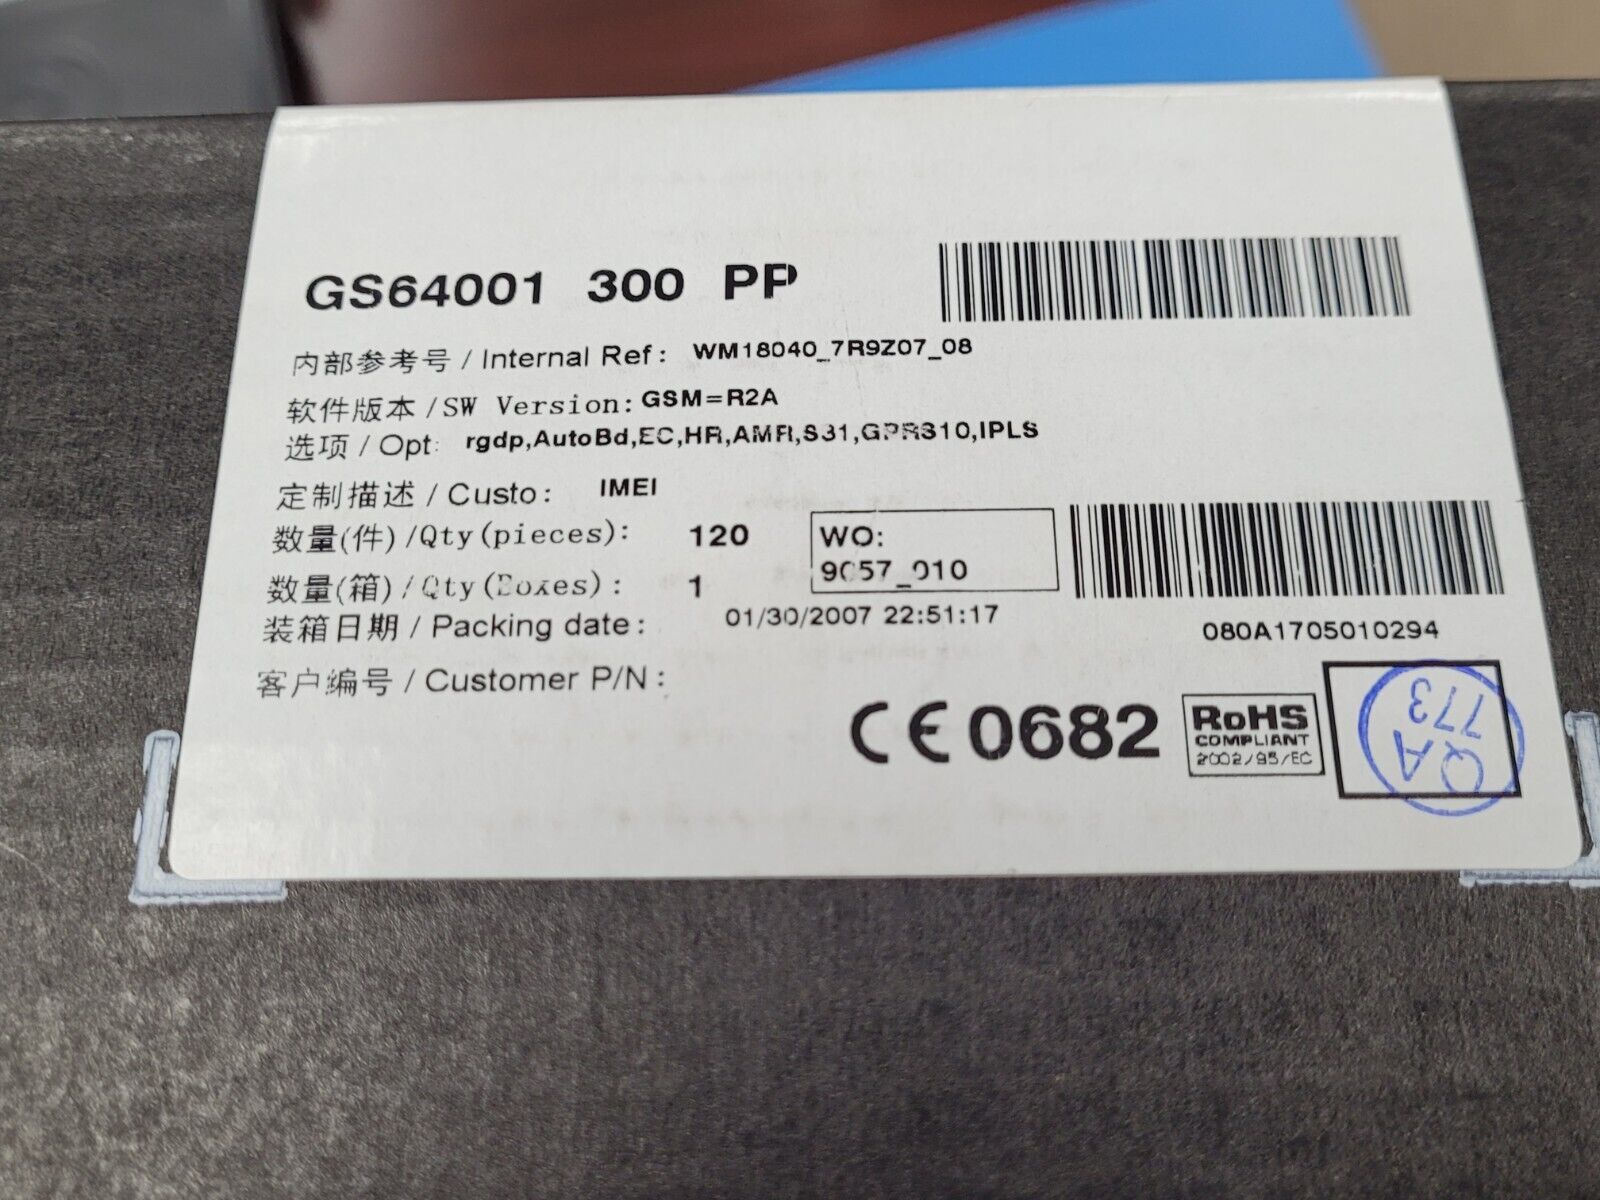 GS64001 300 PP
内部参考号 / Internal Ref: WM18040_7R9Z07_08
软件版本 /SW Version: GSM=R2A
选项 / Opt: rgdp,AutoBd,EC,HR,AMR,S31,GPRS10,IPLS
定制描述 / Custo: IMEI
数量(件) /Qty(pieces): 120
WO:
9057_010
数量(箱) /Qty(Boxes): 1
装箱日期 / Packing date: 01/30/2007 22:51:17
080A1705010294
客户编号 / Customer P/N:
CE0682
RoHS
COMPLIANT
2002/95/EC
QA
773